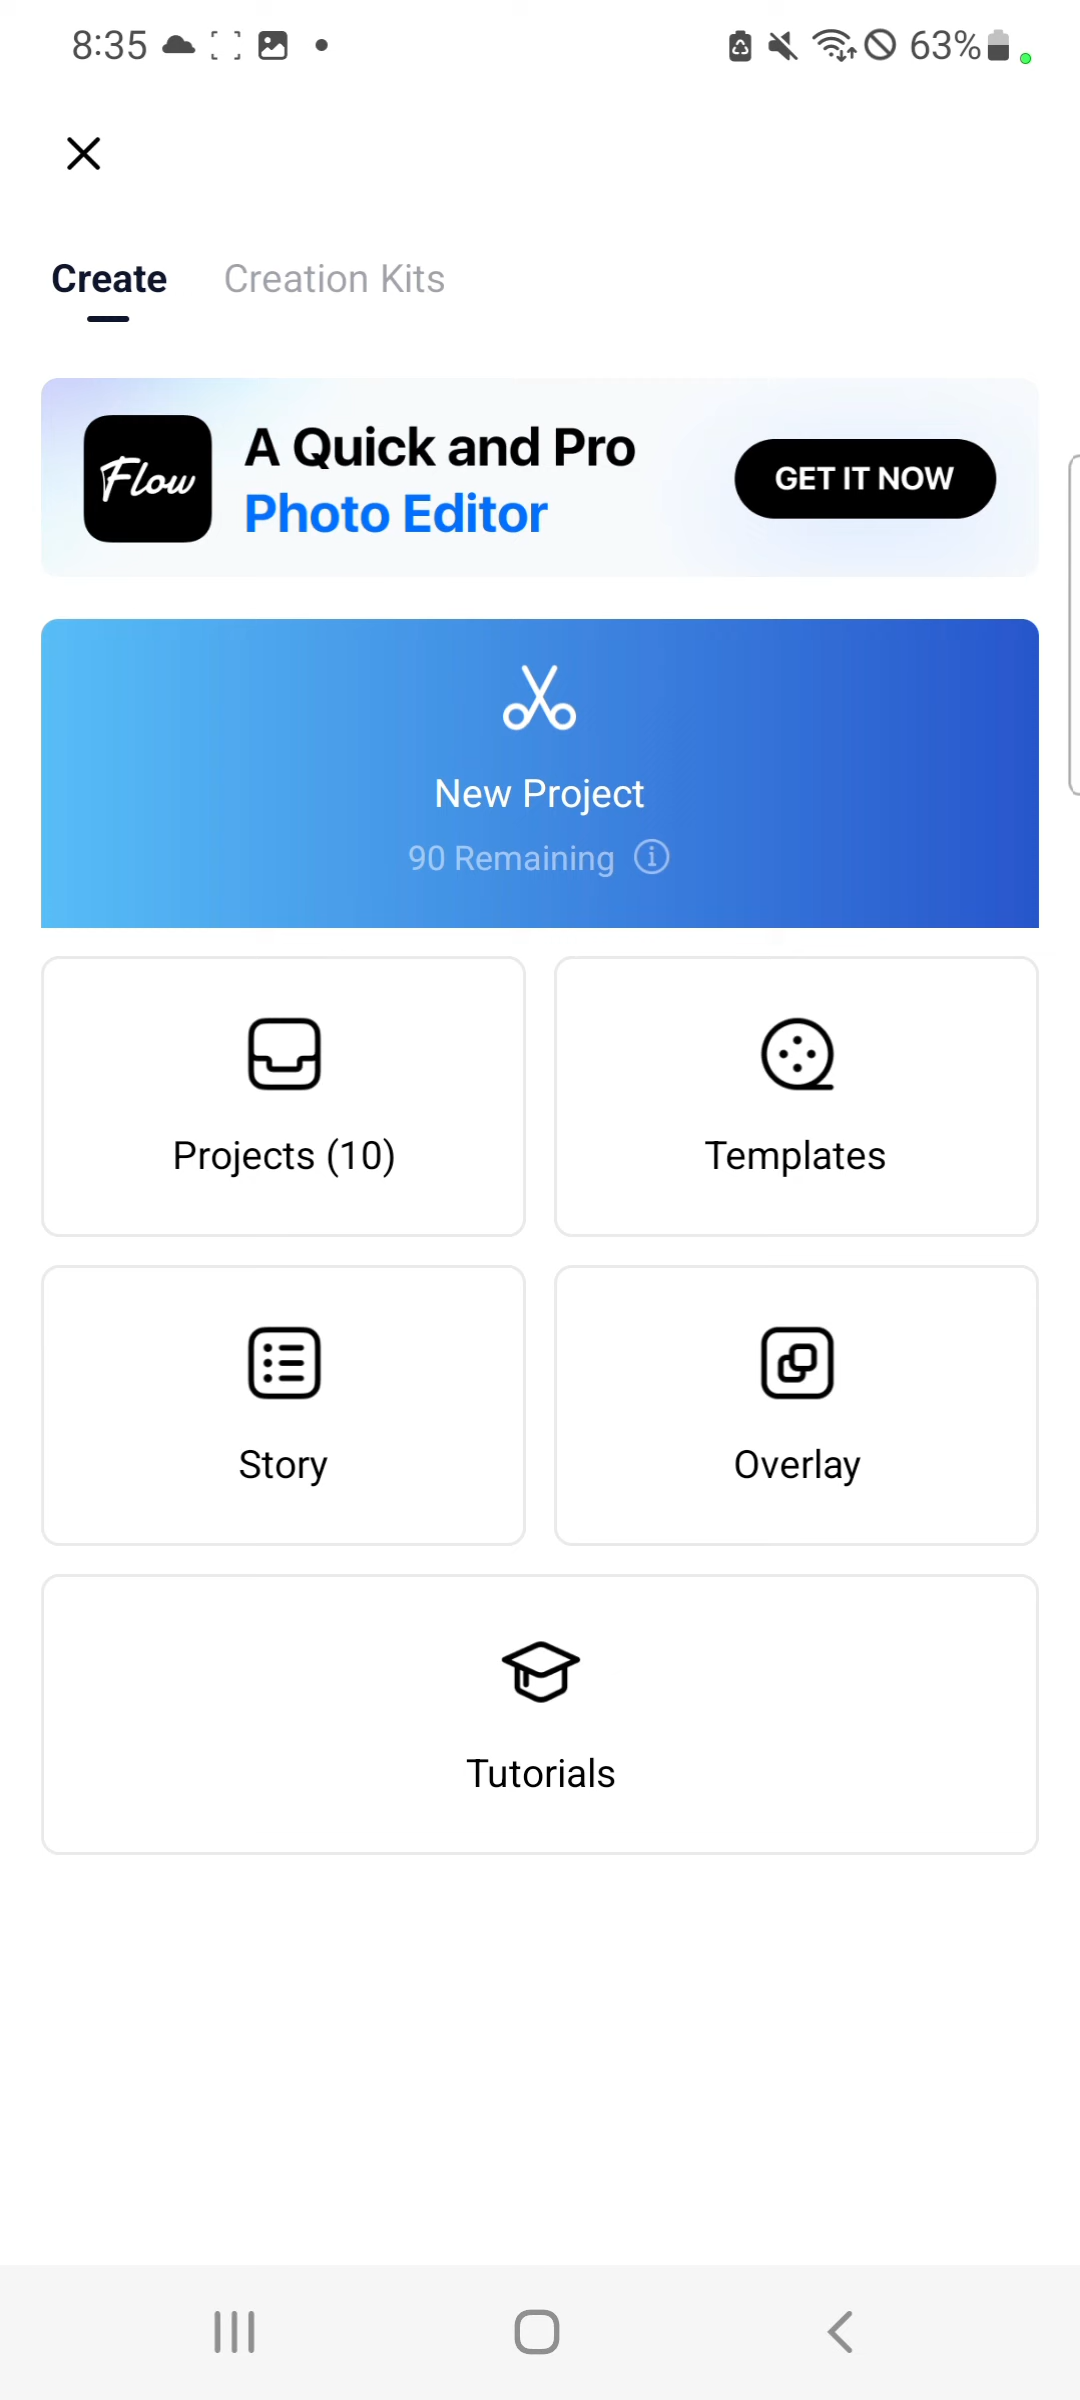 8:35
63%
Create
Creation Kits
Flow
A Quick and Pro
Photo Editor
GET IT NOW
New Project
90 Remaining
Projects (10)
Templates
Story
Overlay
Tutorials